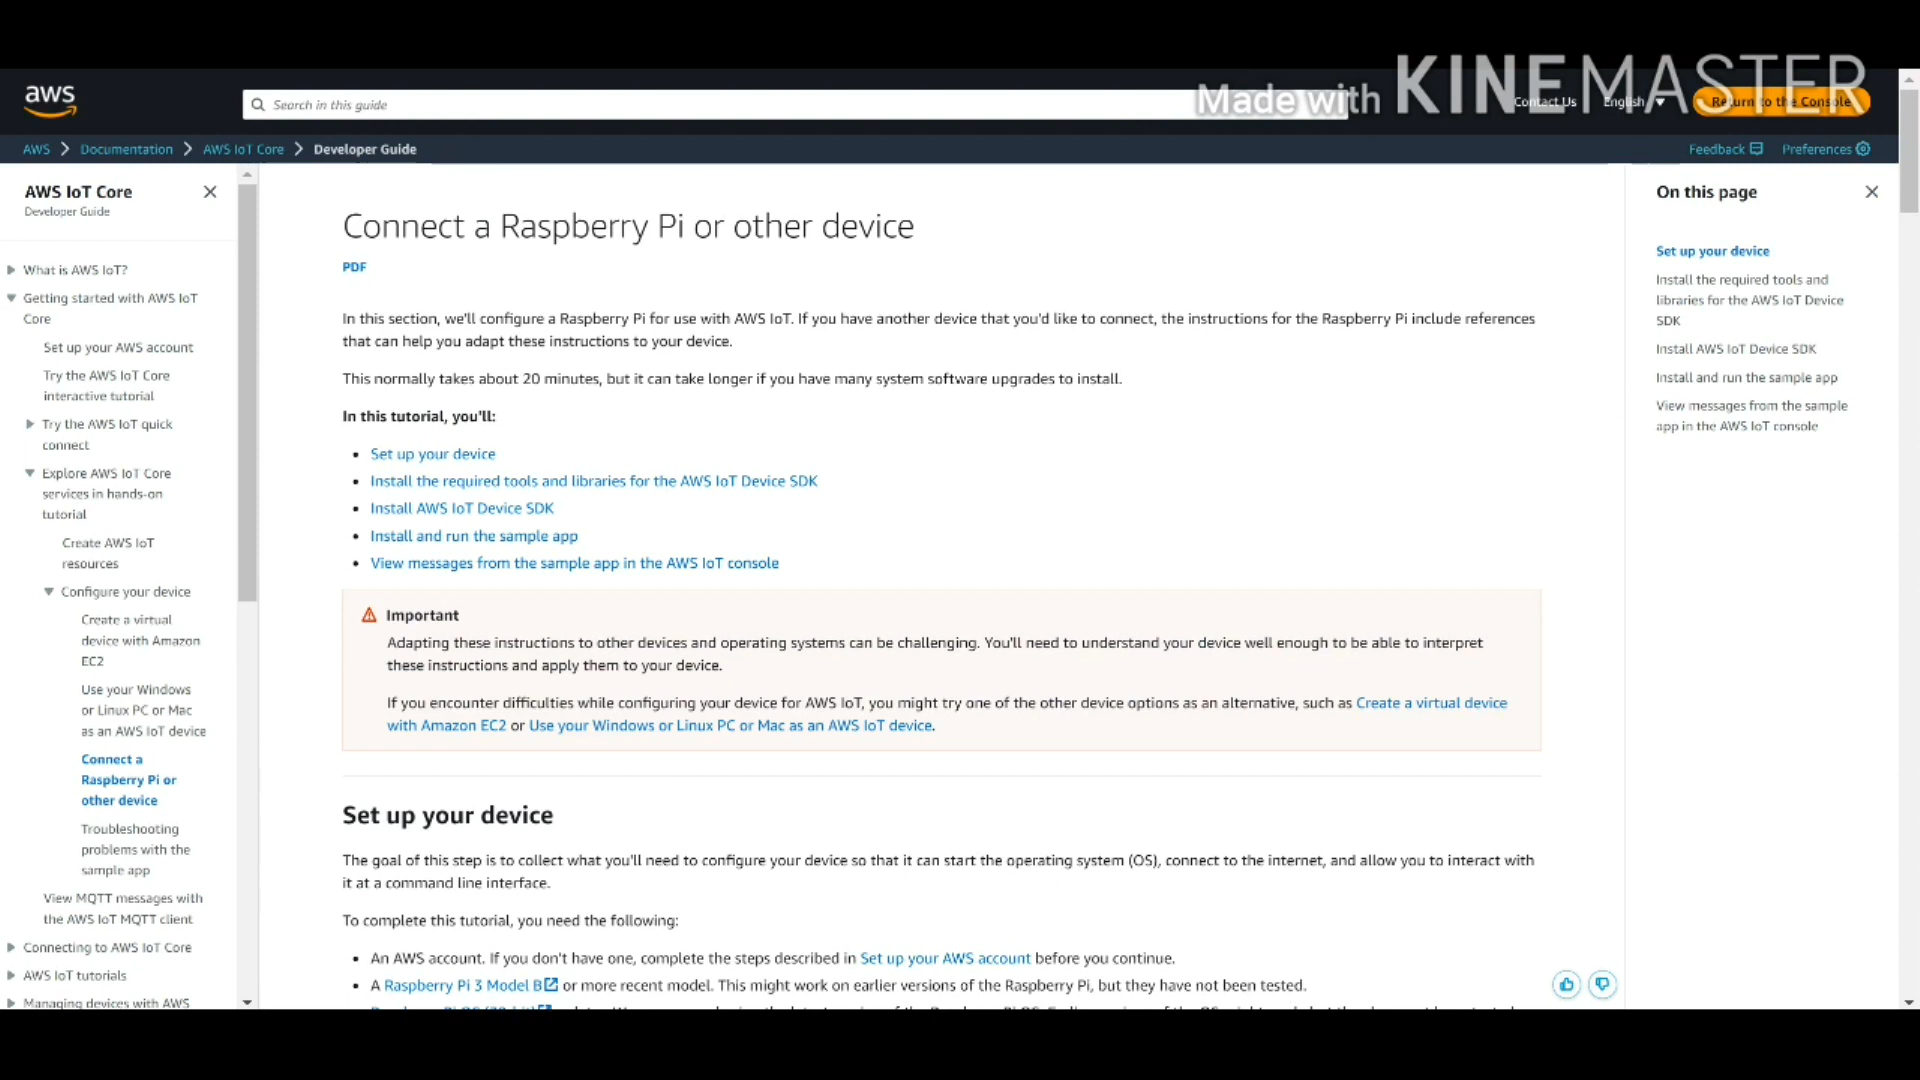 aws
Search in this guide
Made with KINEMASTER
Contact Us
English
Return to the Console
AWS > Documentation > AWS IoT Core > Developer Guide
Feedback
Preferences
AWS IoT Core
Developer Guide
What is AWS IoT?
Getting started with AWS IoT
Core
Set up your AWS account
Try the AWS IoT Core
interactive tutorial
Try the AWS IoT quick
connect
Explore AWS IoT Core
services in hands-on
tutorial
Create AWS IoT
resources
Configure your device
Create a virtual
device with Amazon
EC2
Use your Windows
or Linux PC or Mac
as an AWS IoT device
Connect a
Raspberry Pi or
other device
Troubleshooting
problems with the
sample app
View MQTT messages with
the AWS IoT MQTT client
Connecting to AWS IoT Core
AWS IoT tutorials
Managing devices with AWS
Connect a Raspberry Pi or other device
PDF
In this section, we'll configure a Raspberry Pi for use with AWS IoT. If you have another device that you'd like to connect, the instructions for the Raspberry Pi include references
that can help you adapt these instructions to your device.
This normally takes about 20 minutes, but it can take longer if you have many system software upgrades to install.
In this tutorial, you'll:
• Set up your device
• Install the required tools and libraries for the AWS IoT Device SDK
• Install AWS IoT Device SDK
• Install and run the sample app
• View messages from the sample app in the AWS IoT console
Important
Adapting these instructions to other devices and operating systems can be challenging. You'll need to understand your device well enough to be able to interpret
these instructions and apply them to your device.
If you encounter difficulties while configuring your device for AWS IoT, you might try one of the other device options as an alternative, such as Create a virtual device
with Amazon EC2 or Use your Windows or Linux PC or Mac as an AWS IoT device.
Set up your device
The goal of this step is to collect what you'll need to configure your device so that it can start the operating system (OS), connect to the internet, and allow you to interact with
it at a command line interface.
To complete this tutorial, you need the following:
• An AWS account. If you don't have one, complete the steps described in Set up your AWS account before you continue.
• A Raspberry Pi 3 Model B or more recent model. This might work on earlier versions of the Raspberry Pi, but they have not been tested.
On this page
Set up your device
Install the required tools and
libraries for the AWS IoT Device
SDK
Install AWS IoT Device SDK
Install and run the sample app
View messages from the sample
app in the AWS IoT console